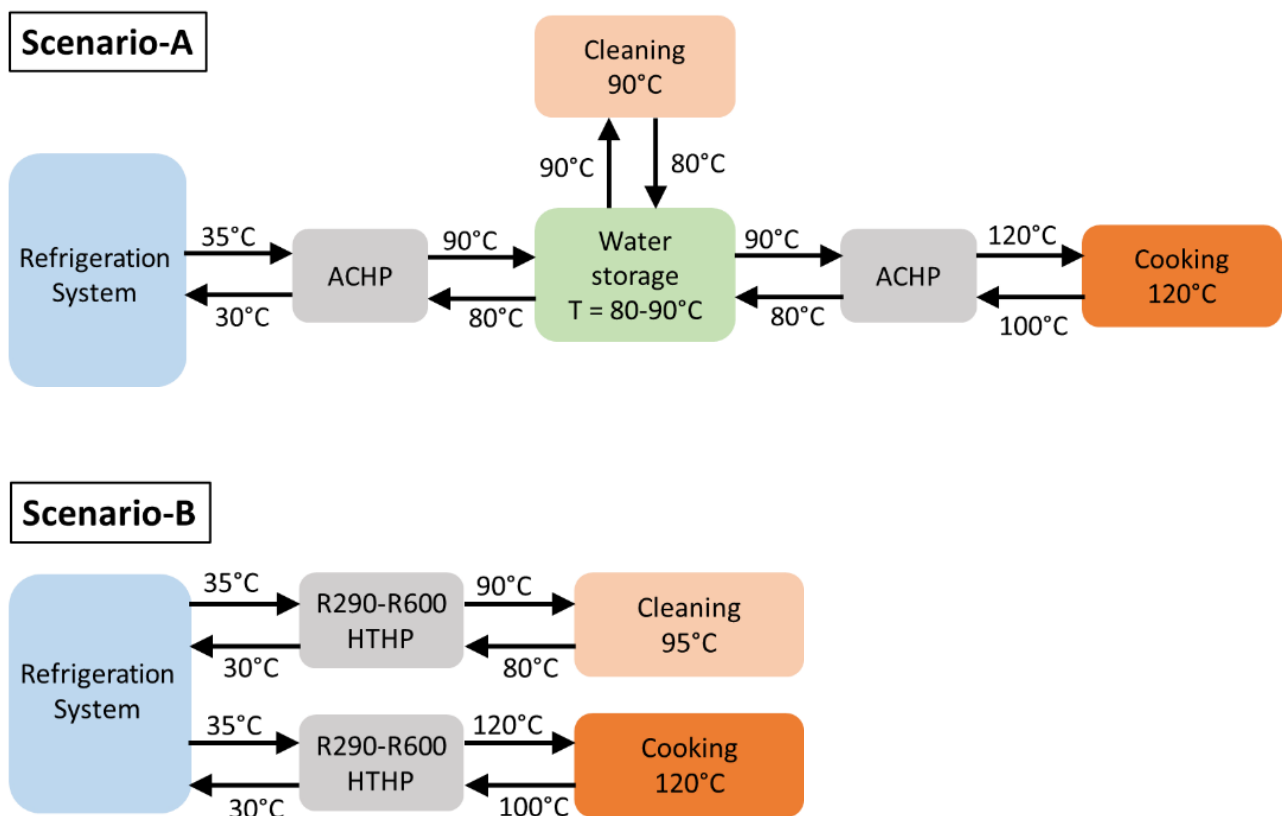 Scenario-A
Cleaning
90°C
90°C
80°C
Refrigeration
System
35°C
30°C
ACHP
90°C
80°C
Water
storage
T = 80-90°C
90°C
80°C
ACHP
120°C
100°C
Cooking
120°C
Scenario-B
Refrigeration
System
35°C
30°C
R290-R600
HTHP
90°C
80°C
Cleaning
95°C
35°C
30°C
R290-R600
HTHP
120°C
100°C
Cooking
120°C